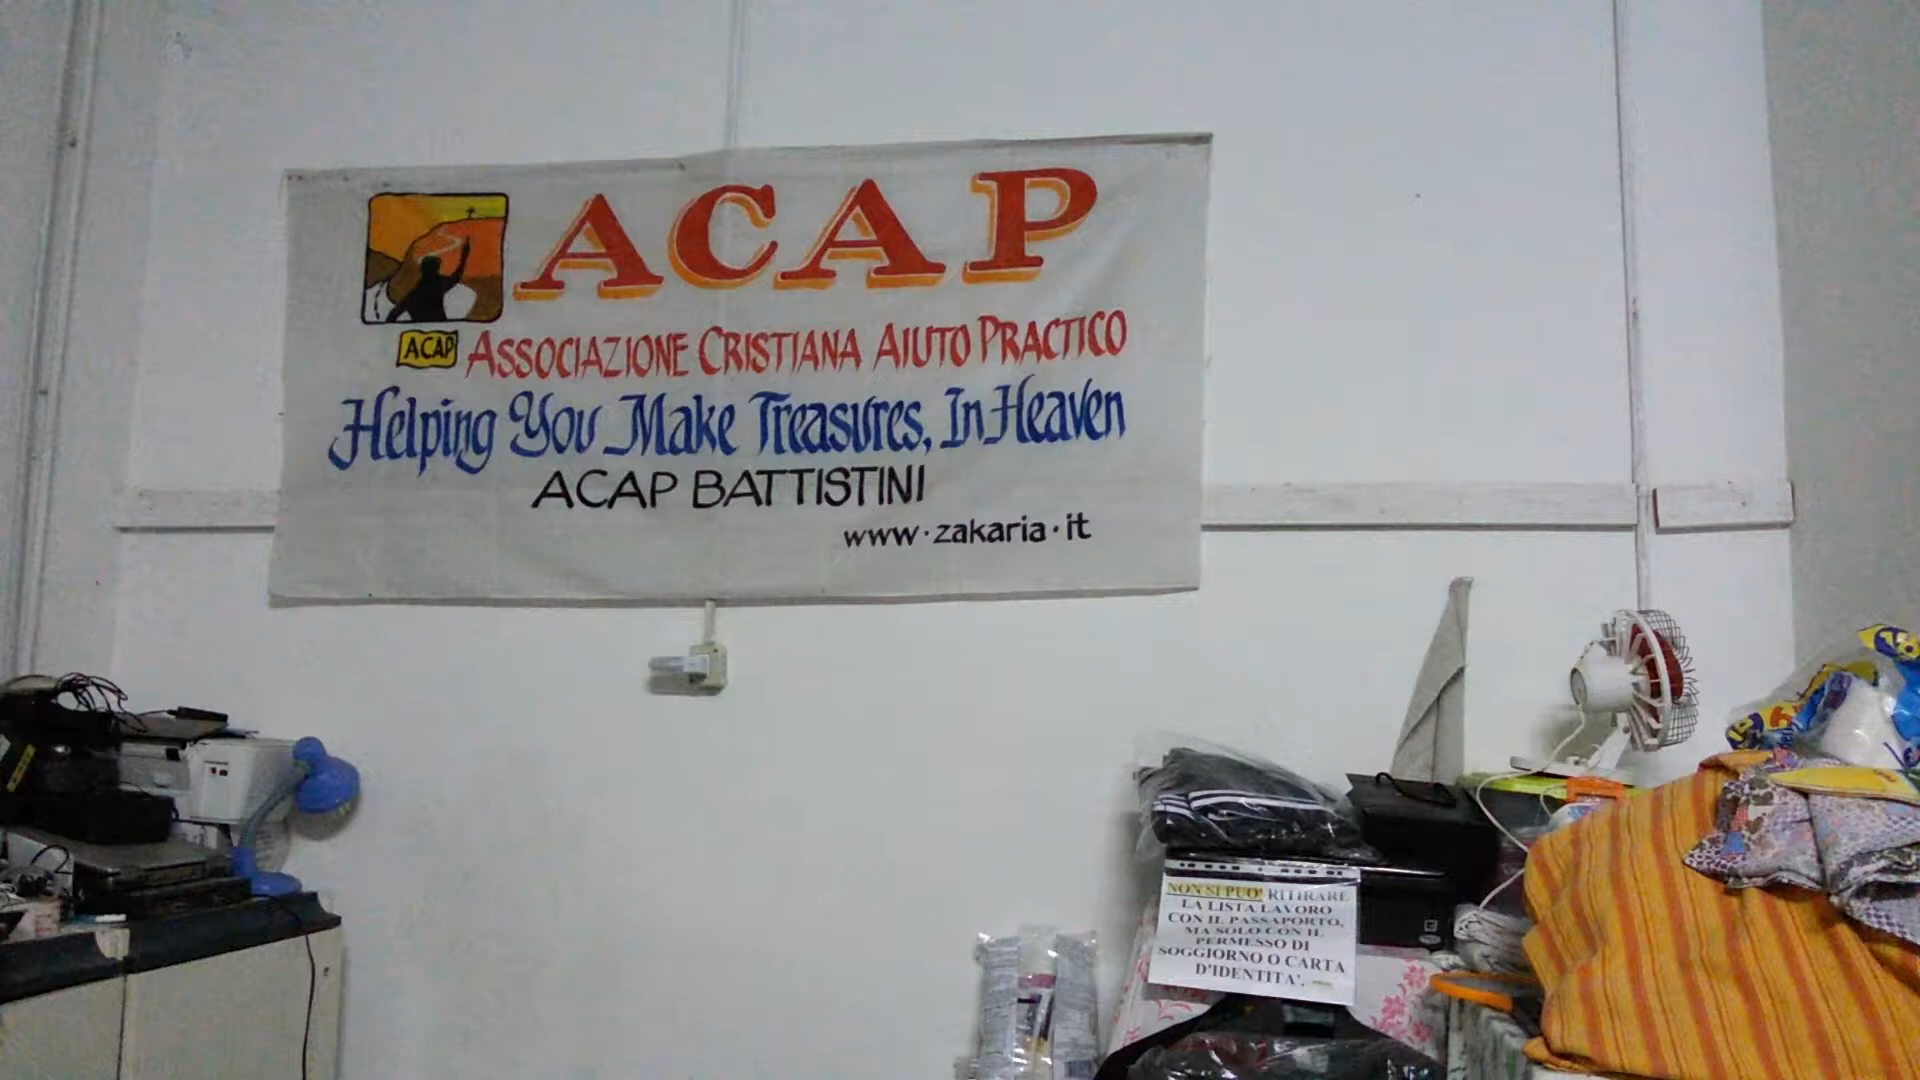 ACAP
ACAP ASSOCIAZIONE CRISTIANA AIUTO PRACTICO
Helping You Make Treasures, In Heaven
ACAP BATTISTINI
www.zakaria.it
NON SI PUO' RITIRARE
LA LISTA LAVORO
CON IL PASSAPORTO,
MA SOLO CON IL
PERMESSO DI
SOGGIORNO O CARTA
D'IDENTITA'.